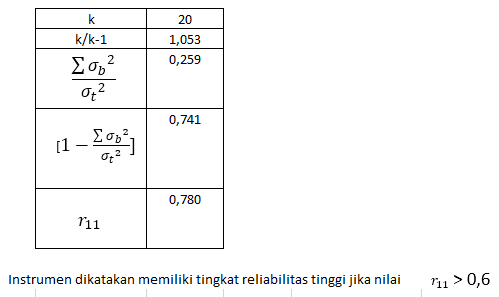 k 20
k/k-1 1,053
∑ σb² / σt² 0,259
[1 − ∑ σb² / σt²] 0,741
r11 0,780
Instrumen dikatakan memiliki tingkat reliabilitas tinggi jika nilai r11 > 0,6